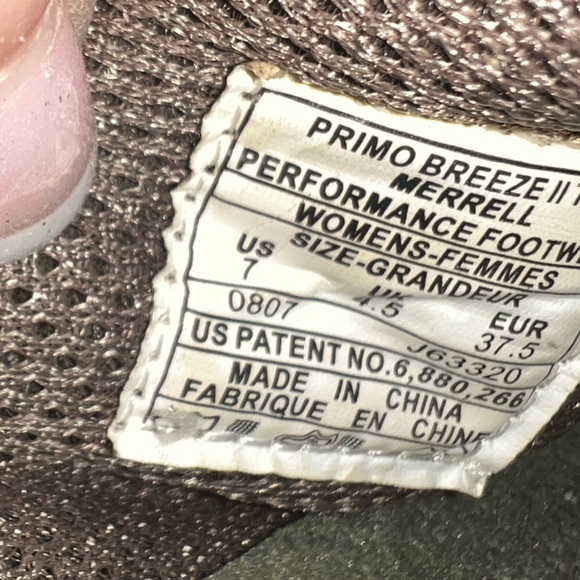 PRIMO BREEZE II
MERRELL
PERFORMANCE FOOTW
WOMENS-FEMMES
SIZE-GRANDEUR
US UK EUR
7 4.5 37.5
0807 J63320
US PATENT NO.6,880,266
MADE IN CHINA
FABRIQUE EN CHINE